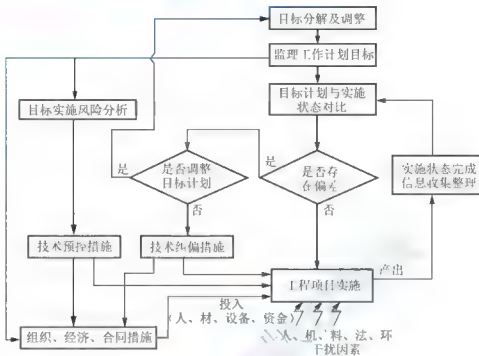 目标分解及调整
监理工作计划目标
目标计划与实施
状态对比
目标实施风险分析
是
是否调整
目标计划
否
是
是否存
在偏差
否
实施状态完成
信息收集整理
技术预控措施
技术纠偏措施
产出
工程项目实施
投入
(人、材、设备、资金)
组织、经济、合同措施
人、机、料、法、环
干扰因素